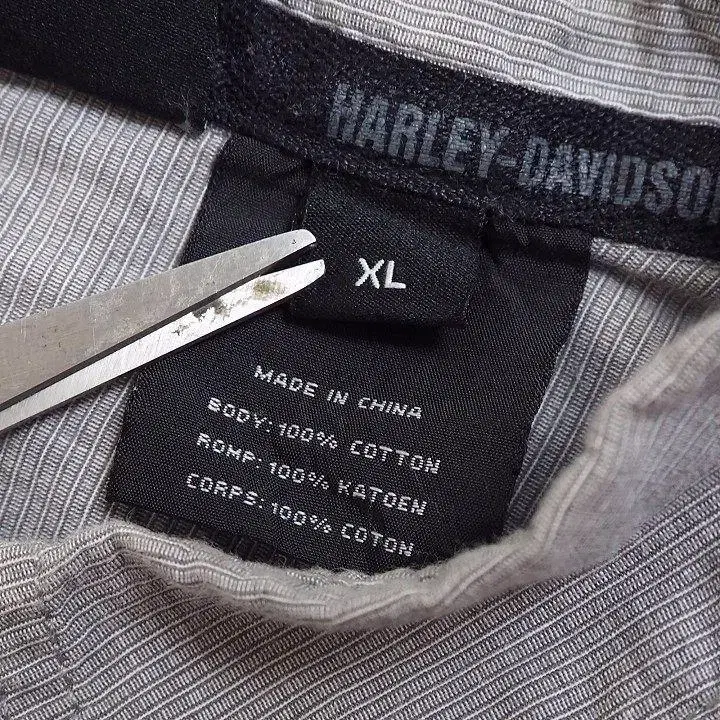 HARLEY-DAVIDSO
XL
MADE IN CHINA
BODY: 100% COTTON
ROMP: 100% KATOEN
CORPS: 100% COTON